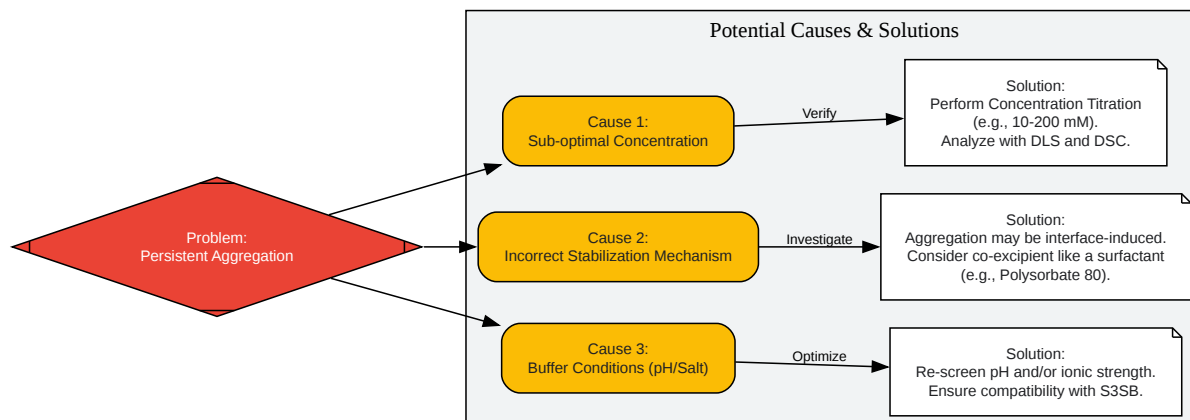 Potential Causes & Solutions
Problem:
Persistent Aggregation
Cause 1:
Sub-optimal Concentration
Verify
Solution:
Perform Concentration Titration
(e.g., 10-200 mM).
Analyze with DLS and DSC.
Cause 2:
Incorrect Stabilization Mechanism
Investigate
Solution:
Aggregation may be interface-induced.
Consider co-excipient like a surfactant
(e.g., Polysorbate 80).
Cause 3:
Buffer Conditions (pH/Salt)
Optimize
Solution:
Re-screen pH and/or ionic strength.
Ensure compatibility with S3SB.